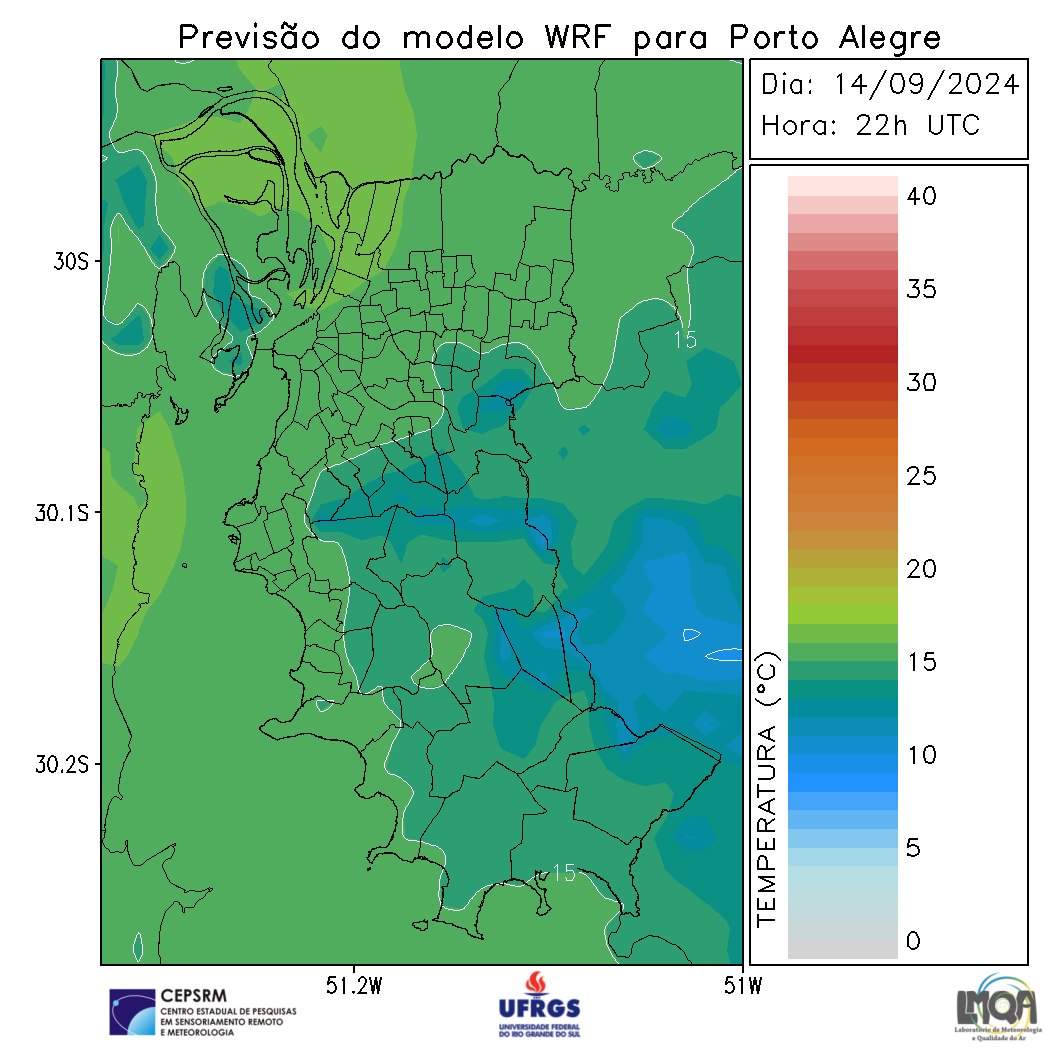 Previsão do modelo WRF para Porto Alegre
Dia: 14/09/2024
Hora: 22h UTC
40
35
30
25
20
15
10
5
0
TEMPERATURA (°C)
30S
30.1S
30.2S
51.2W
51W
15
15
CEPSRM
CENTRO ESTADUAL DE PESQUISAS
EM SENSORIAMENTO REMOTO
E METEOROLOGIA
UFRGS
UNIVERSIDADE FEDERAL
DO RIO GRANDE DO SUL
LMQA
Laboratório de Meteorologia
e Qualidade do Ar